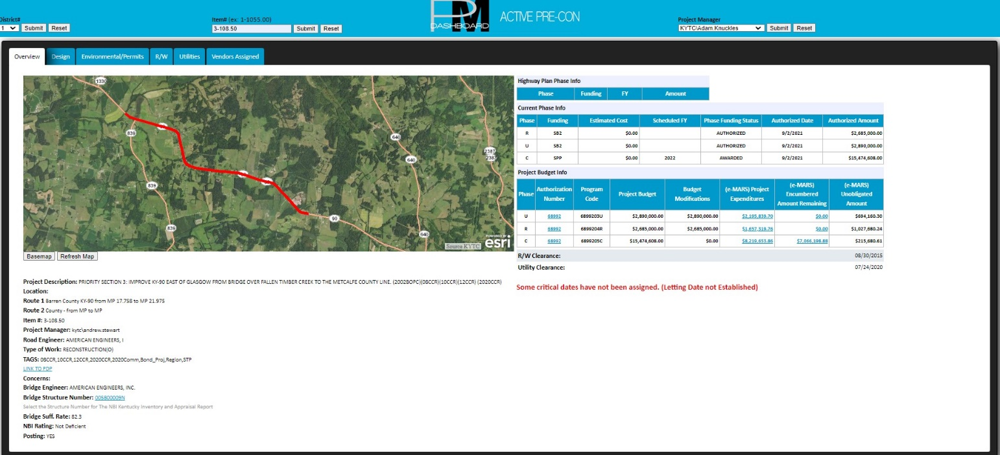 District#
1 Submit Reset
Item# (ex: 1-1055.00)
3-108.50 Submit Reset
PM DASHBOARD
ACTIVE PRE-CON
Project Manager
KYTC\Adam.Knuckles Submit Reset
Overview Design Environmental/Permits R/W Utilities Vendors Assigned
1330
839
640
2387
2387
640
839
90
839
640
Source KYTC
POWERED BY
esri
Basemap Refresh Map
Project Description: PRIORITY SECTION 3: IMPROVE KY-90 EAST OF GLASGOW FROM BRIDGE OVER FALLEN TIMBER CREEK TO THE METCALFE COUNTY LINE. (2002BOPC)(08CCR)(10CCR)(12CCR) (2020CCR)
Location:
Route 1 Barren County KY-90 from MP 17.758 to MP 21.975
Route 2 County - from MP to MP
Item #: 3-108.50
Project Manager: kytc\andrew.stewart
Road Engineer: AMERICAN ENGINEERS, I
Type of Work: RECONSTRUCTION(O)
TAGS: 08CCR,10CCR,12CCR,2020CCR,2020Comm,Bond_Proj,Region,STP
LINK TO PDP
Concerns:
Bridge Engineer: AMERICAN ENGINEERS, INC.
Bridge Structure Number: 005B00009N
Select the Structure Number for The NBI Kentucky Inventory and Appraisal Report
Bridge Suff. Rate: 82.3
NBI Rating: Not Deficient
Posting: YES
Highway Plan Phase Info
Phase Funding FY Amount
Current Phase Info
Phase Funding Estimated Cost Scheduled FY Phase Funding Status Authorized Date Authorized Amount
R SB2 $0.00 AUTHORIZED 9/2/2021 $2,685,000.00
U SB2 $0.00 AUTHORIZED 9/2/2021 $2,890,000.00
C SPP $0.00 2022 AWARDED 9/2/2021 $15,474,608.00
Project Budget Info
Phase Authorization Number Program Code Project Budget Budget Modifications (e-MARS) Project Expenditures (e-MARS) Encumbered Amount Remaining (e-MARS) Unobligated Amount
U 68992 6899203U $2,890,000.00 $2,890,000.00 $2,195,839.70 $0.00 $694,160.30
R 68992 6899204R $2,685,000.00 $2,685,000.00 $1,657,319.76 $0.00 $1,027,680.24
C 68992 6899205C $15,474,608.00 $0.00 $8,219,653.86 $7,066,198.88 $215,680.61
R/W Clearance: 08/30/2015
Utility Clearance: 07/24/2020
Some critical dates have not been assigned. (Letting Date not Established)